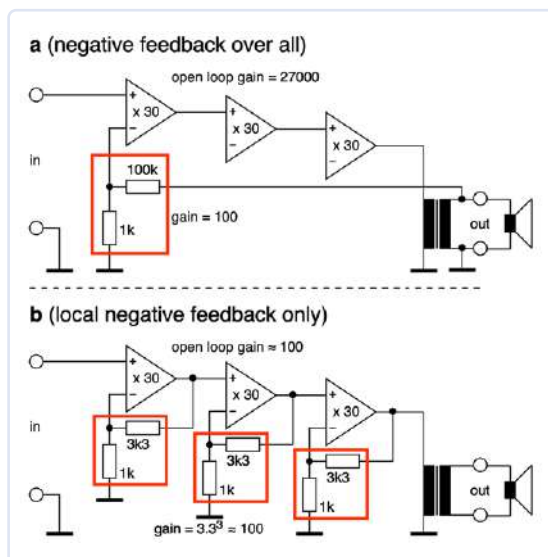 a (negative feedback over all)
open loop gain = 27000
+
x 30
−
+
x 30
−
+
x 30
−
in
100k
gain = 100
1k
out
b (local negative feedback only)
open loop gain ≈ 100
+
x 30
−
+
x 30
−
+
x 30
−
in
3k3
1k
3k3
1k
3k3
1k
out
gain = 3.3³ ≈ 100